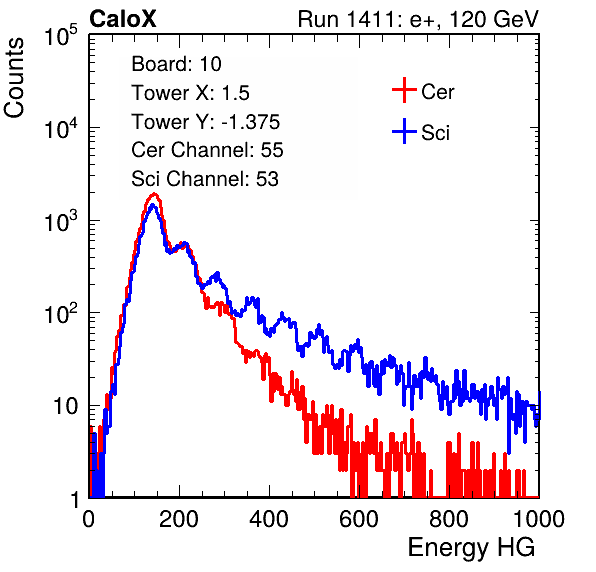 CaloX Run 1411: e+, 120 GeV
Counts
Board: 10
Tower X: 1.5
Tower Y: -1.375
Cer Channel: 55
Sci Channel: 53
Cer
Sci
10^5
10^4
10^3
10^2
10
1
0 200 400 600 800 1000
Energy HG